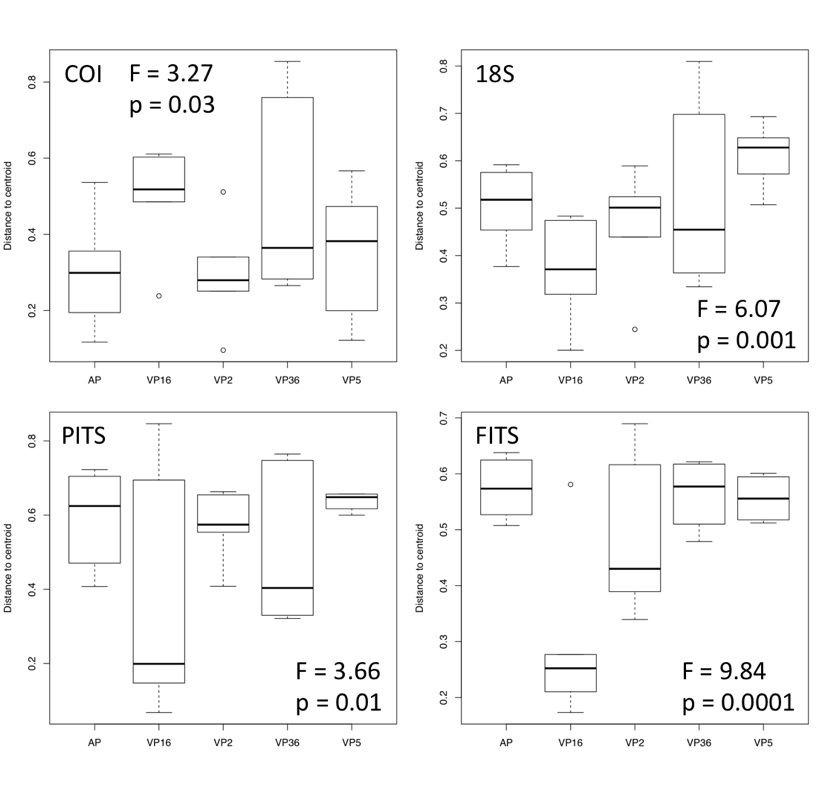 COI
F = 3.27
p = 0.03
Distance to centroid
0.8
0.6
0.4
0.2
AP VP16 VP2 VP36 VP5
18S
F = 6.07
p = 0.001
Distance to centroid
0.8
0.7
0.6
0.5
0.4
0.3
0.2
AP VP16 VP2 VP36 VP5
PITS
F = 3.66
p = 0.01
Distance to centroid
0.8
0.6
0.4
0.2
AP VP16 VP2 VP36 VP5
FITS
F = 9.84
p = 0.0001
Distance to centroid
0.7
0.6
0.5
0.4
0.3
0.2
AP VP16 VP2 VP36 VP5